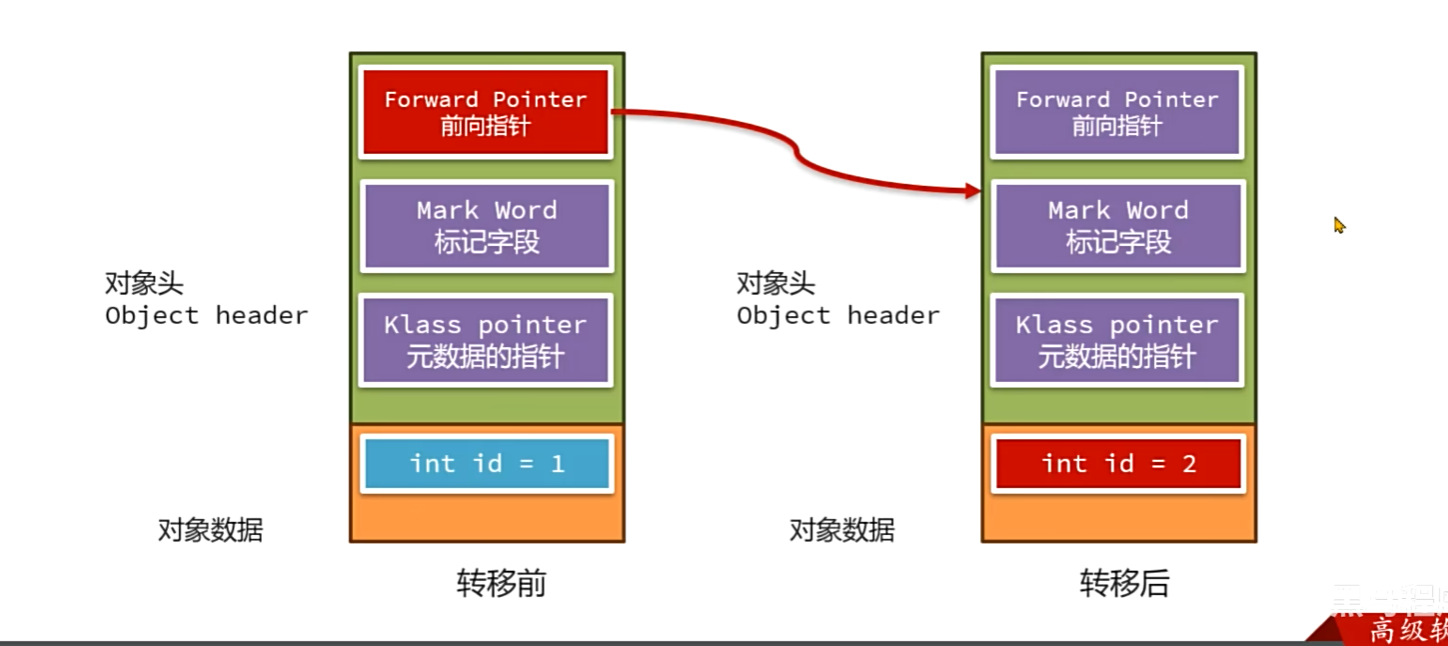 Forward Pointer
前向指针
Mark Word
标记字段
对象头
Object header
Klass pointer
元数据的指针
int id = 1
对象数据
转移前
Forward Pointer
前向指针
Mark Word
标记字段
对象头
Object header
Klass pointer
元数据的指针
int id = 2
对象数据
转移后
高级软